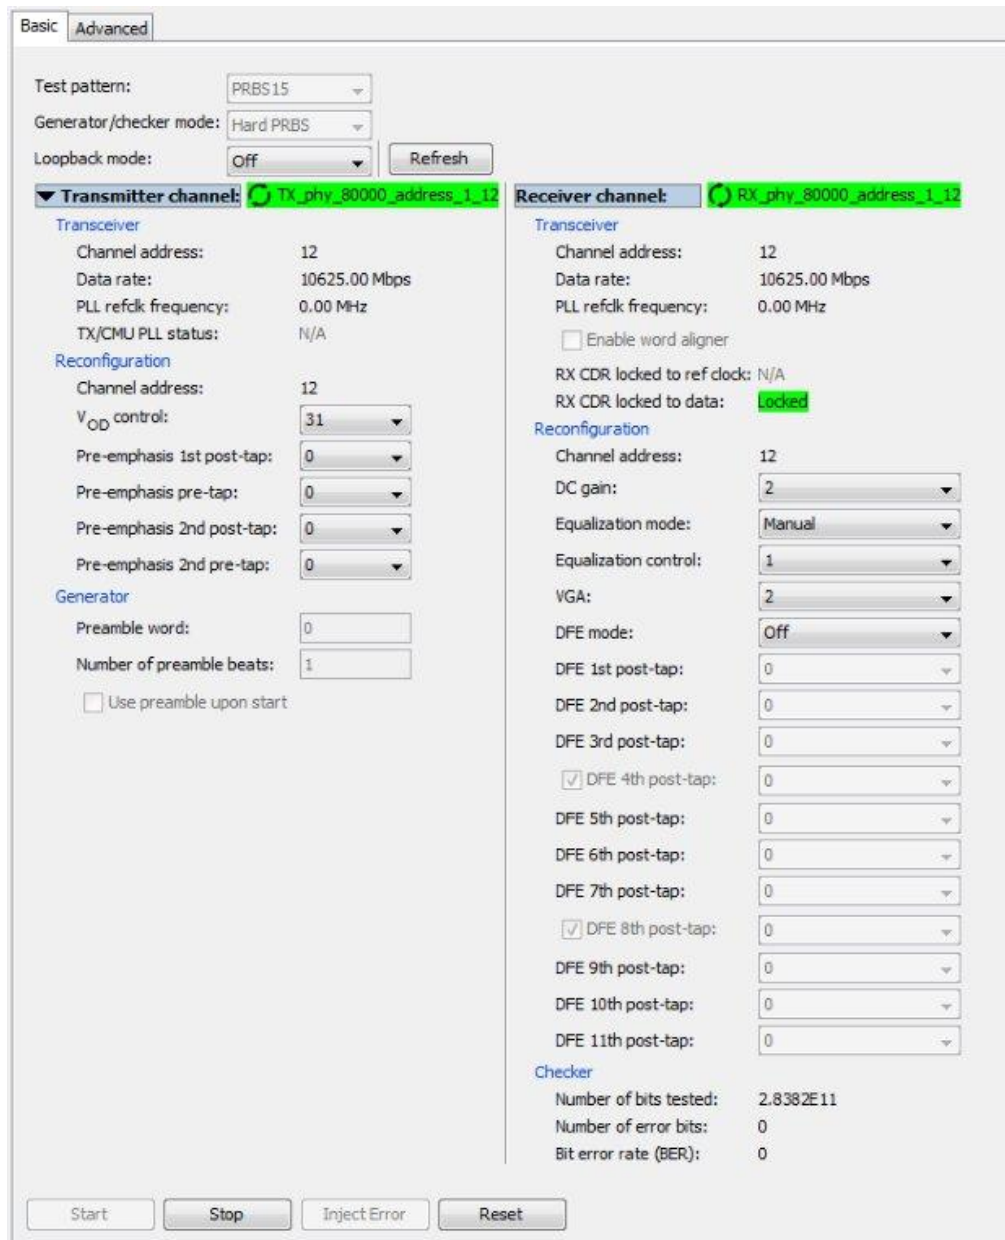 Basic Advanced
Test pattern: PRBS15
Generator/checker mode: Hard PRBS
Loopback mode: Off Refresh
Transmitter channel: TX_phy_80000_address_1_12
Transceiver
Channel address: 12
Data rate: 10625.00 Mbps
PLL refclk frequency: 0.00 MHz
TX/CMU PLL status: N/A
Reconfiguration
Channel address: 12
VOD control: 31
Pre-emphasis 1st post-tap: 0
Pre-emphasis pre-tap: 0
Pre-emphasis 2nd post-tap: 0
Pre-emphasis 2nd pre-tap: 0
Generator
Preamble word: 0
Number of preamble beats: 1
Use preamble upon start
Receiver channel: RX_phy_80000_address_1_12
Transceiver
Channel address: 12
Data rate: 10625.00 Mbps
PLL refclk frequency: 0.00 MHz
Enable word aligner
RX CDR locked to ref clock: N/A
RX CDR locked to data: Locked
Reconfiguration
Channel address: 12
DC gain: 2
Equalization mode: Manual
Equalization control: 1
VGA: 2
DFE mode: Off
DFE 1st post-tap: 0
DFE 2nd post-tap: 0
DFE 3rd post-tap: 0
DFE 4th post-tap: 0
DFE 5th post-tap: 0
DFE 6th post-tap: 0
DFE 7th post-tap: 0
DFE 8th post-tap: 0
DFE 9th post-tap: 0
DFE 10th post-tap: 0
DFE 11th post-tap: 0
Checker
Number of bits tested: 2.8382E11
Number of error bits: 0
Bit error rate (BER): 0
Start Stop Inject Error Reset